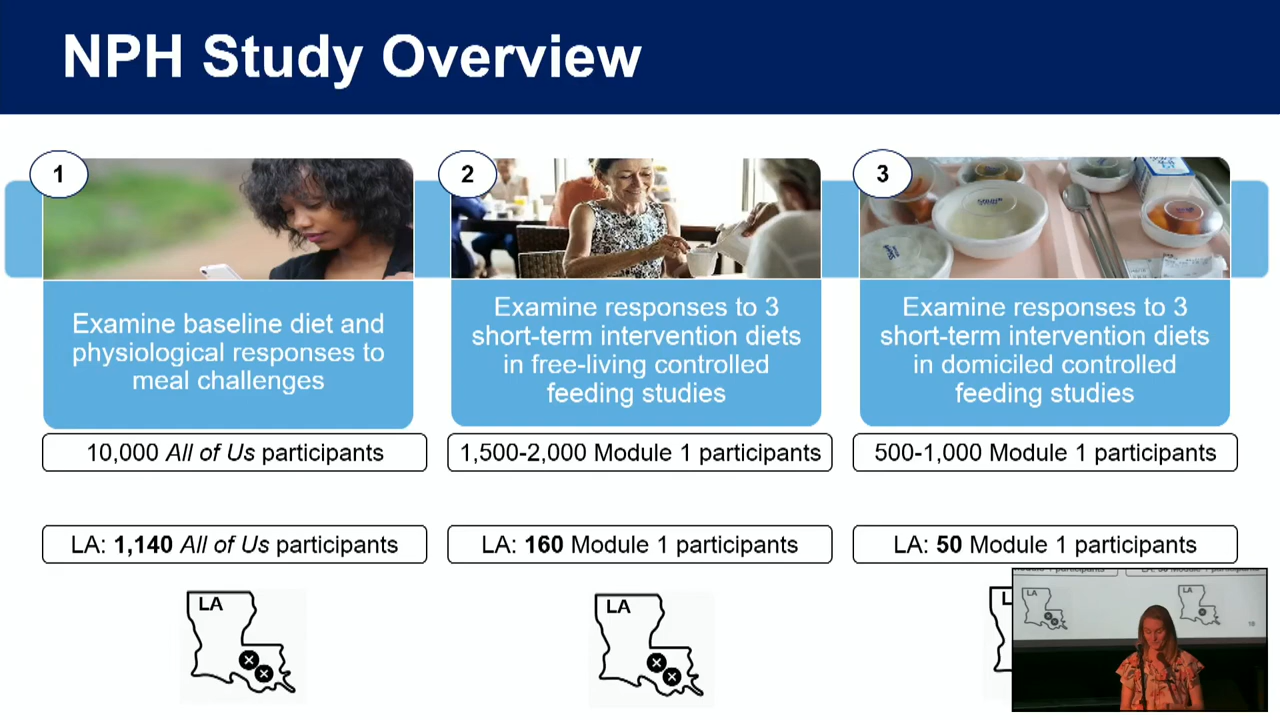 NPH Study Overview
1
2
3
Examine baseline diet and
physiological responses to
meal challenges
Examine responses to 3
short-term intervention diets
in free-living controlled
feeding studies
Examine responses to 3
short-term intervention diets
in domiciled controlled
feeding studies
10,000 All of Us participants
1,500-2,000 Module 1 participants
500-1,000 Module 1 participants
LA: 1,140 All of Us participants
LA: 160 Module 1 participants
LA: 50 Module 1 participants
LA
LA
L
LA
LA
18